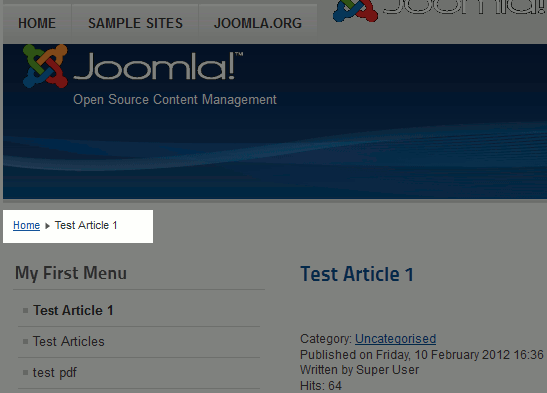 HOME SAMPLE SITES JOOMLA.ORG
Joomla!
Joomla!™
Open Source Content Management
Home Test Article 1
My First Menu
Test Article 1
Test Articles
test pdf
Test Article 1
Category: Uncategorised
Published on Friday, 10 February 2012 16:36
Written by Super User
Hits: 64